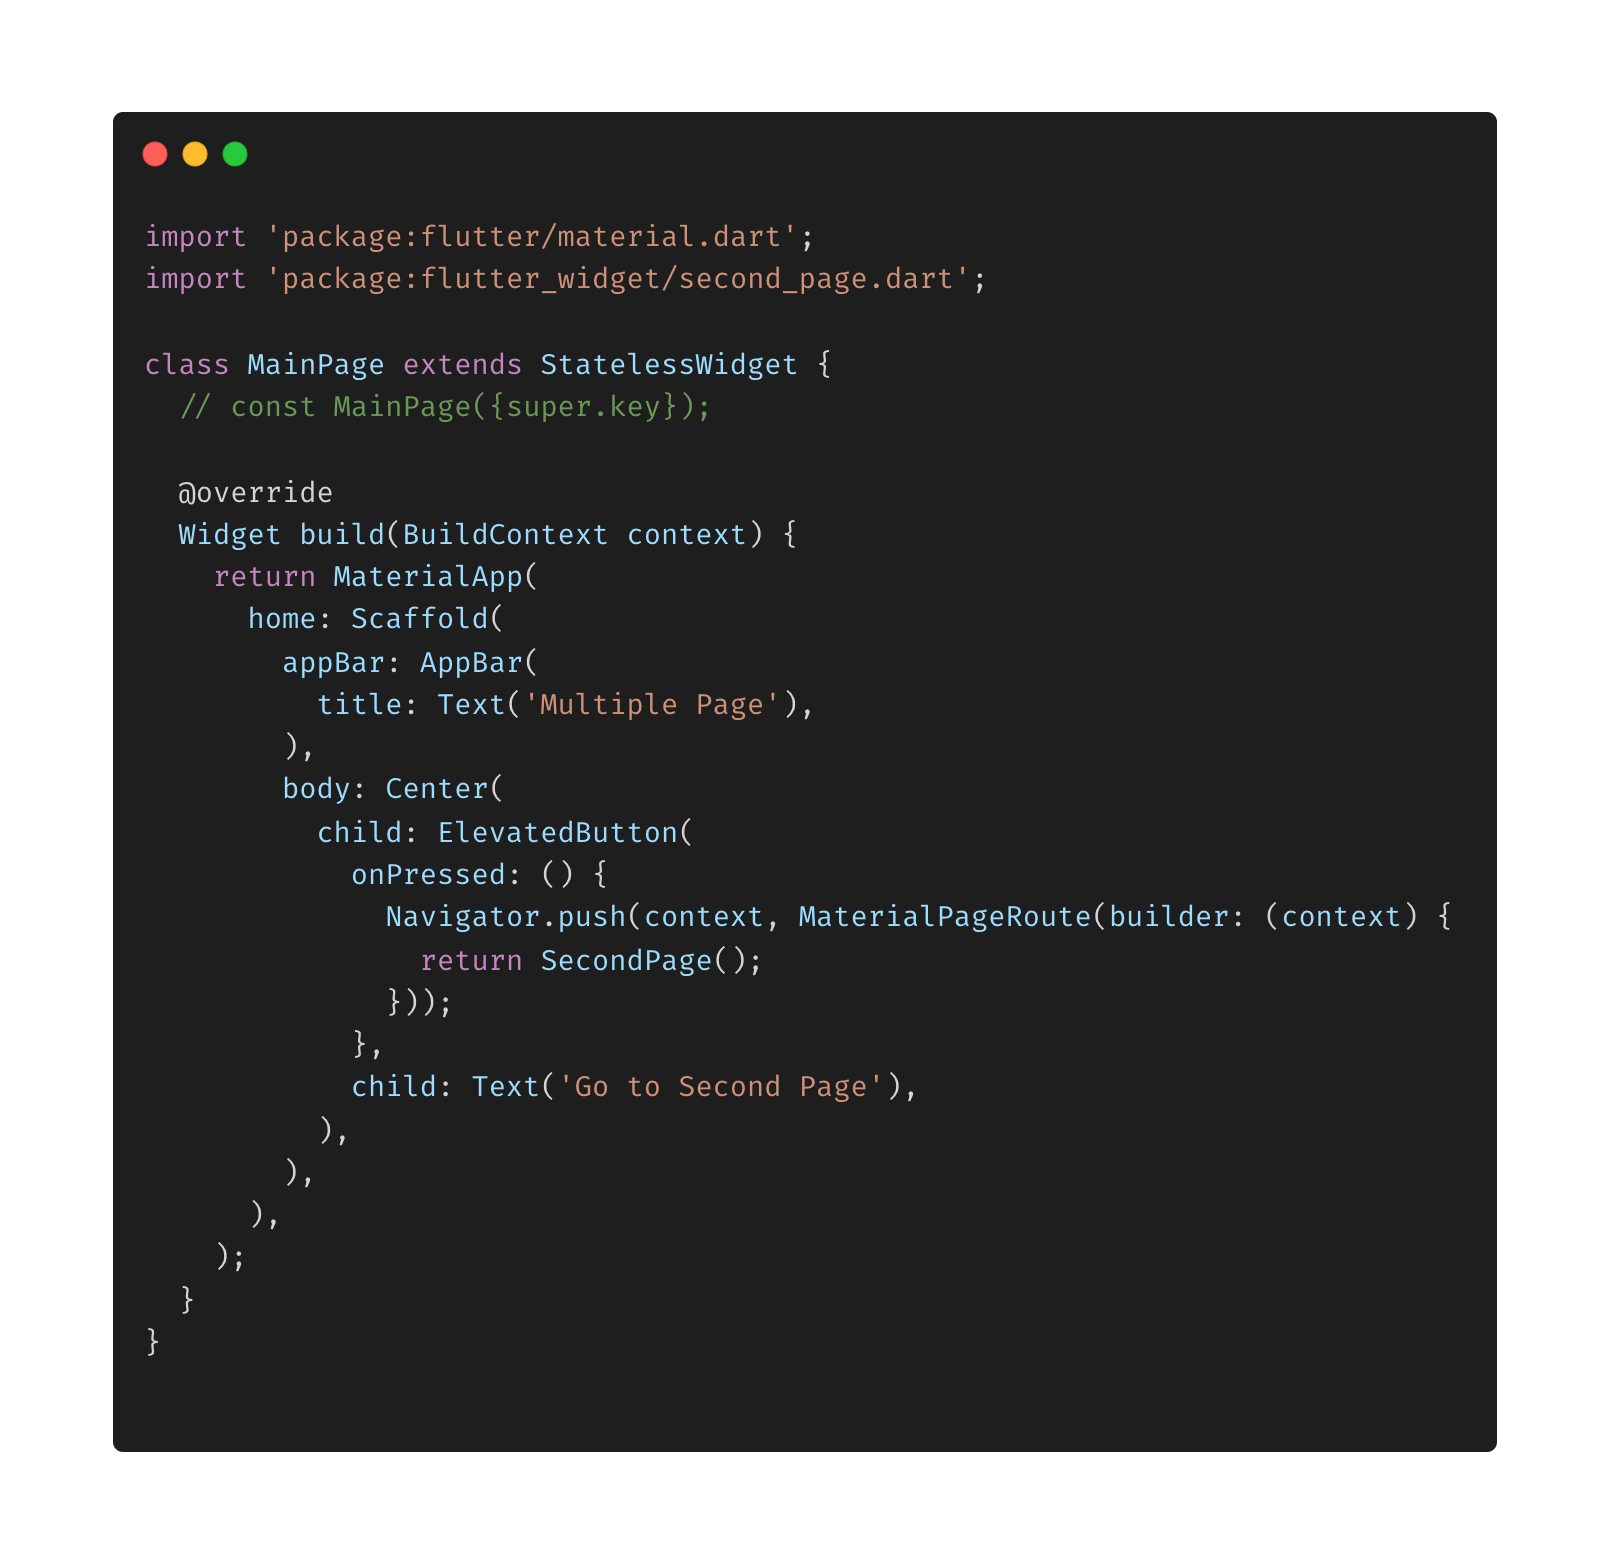 import 'package:flutter/material.dart';
import 'package:flutter_widget/second_page.dart';

class MainPage extends StatelessWidget {
  // const MainPage({super.key});

  @override
  Widget build(BuildContext context) {
    return MaterialApp(
      home: Scaffold(
        appBar: AppBar(
          title: Text('Multiple Page'),
        ),
        body: Center(
          child: ElevatedButton(
            onPressed: () {
              Navigator.push(context, MaterialPageRoute(builder: (context) {
                return SecondPage();
              }));
            },
            child: Text('Go to Second Page'),
          ),
        ),
      ),
    );
  }
}